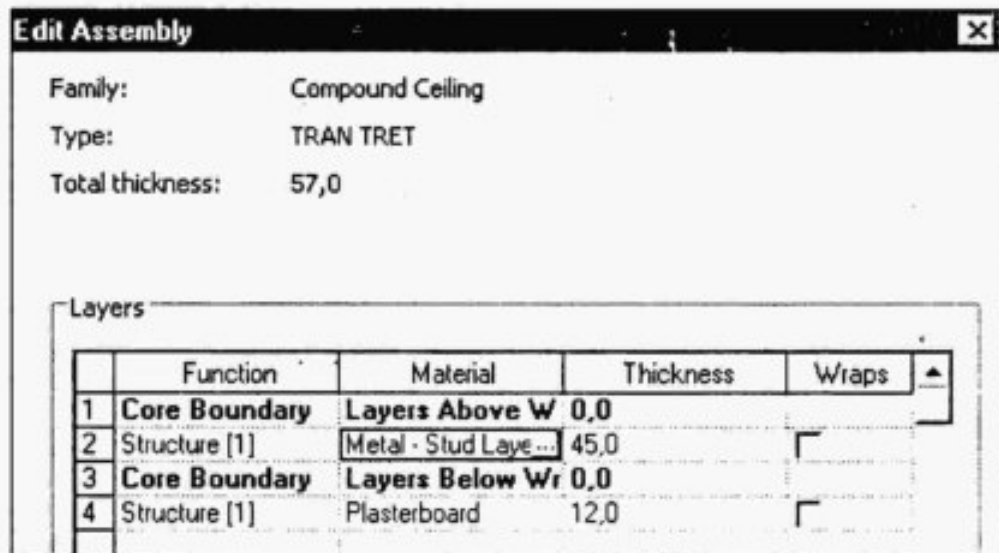 Edit Assembly
Family: Compound Ceiling
Type: TRAN TRET
Total thickness: 57,0
Layers
Function Material Thickness Wraps
1 Core Boundary Layers Above W 0,0
2 Structure [1] Metal - Stud Laye... 45,0
3 Core Boundary Layers Below Wr 0,0
4 Structure [1] Plasterboard 12,0